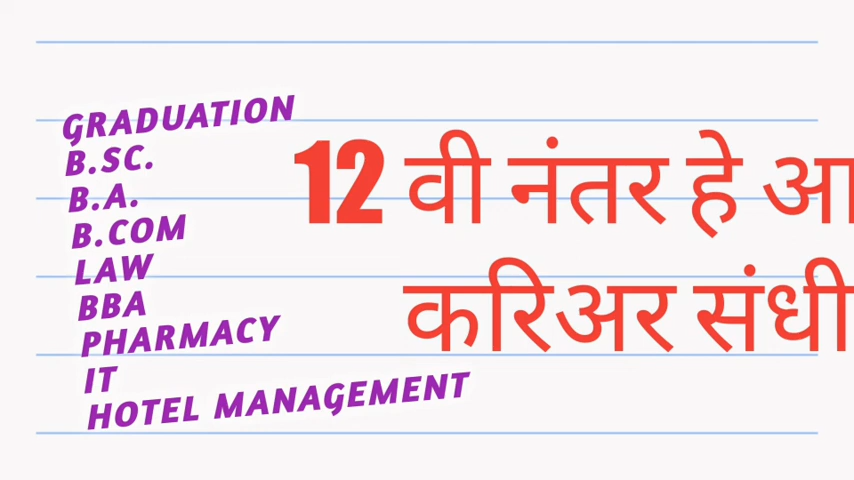 GRADUATION
B.SC.
B.A.
B.COM
LAW
BBA
PHARMACY
IT
HOTEL MANAGEMENT
12 वी नंतर हे
करिअर संधी